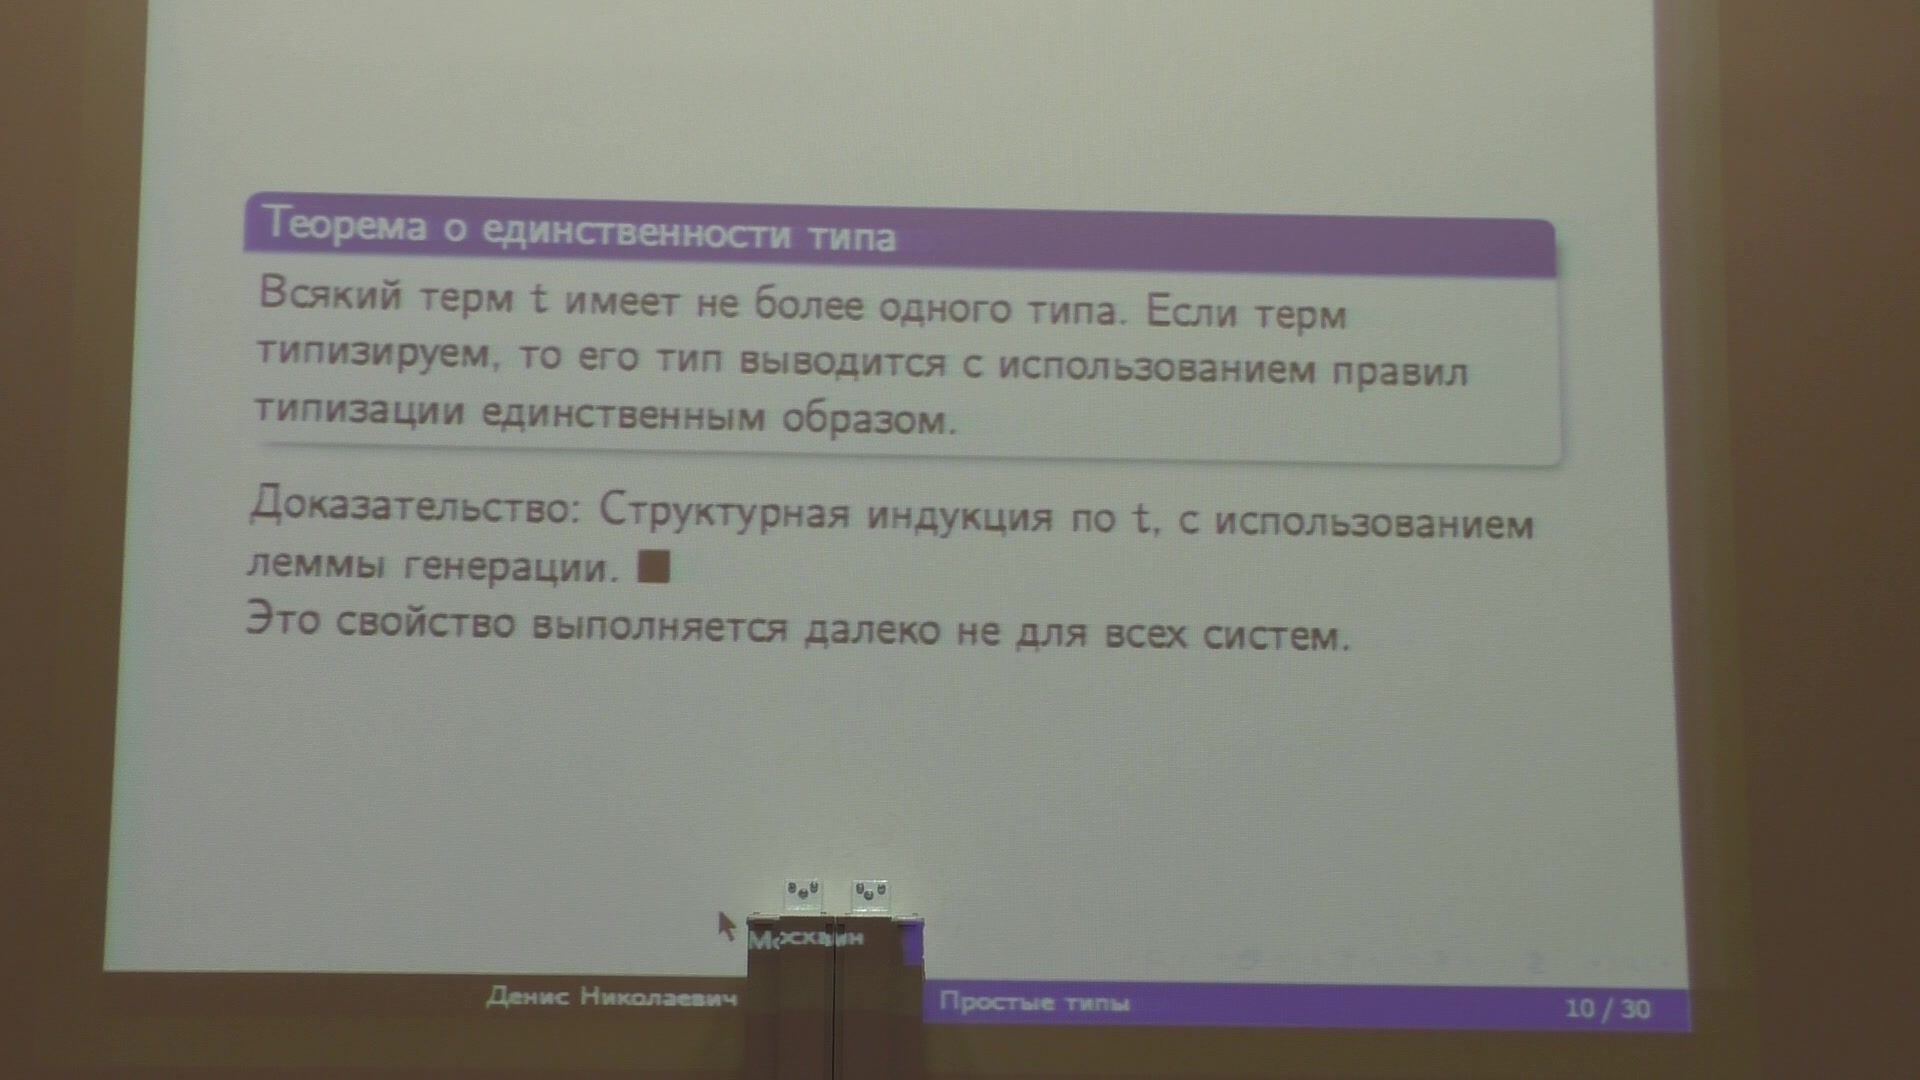 Теорема о единственности типа
Всякий терм t имеет не более одного типа. Если терм
типизируем, то его тип выводится с использованием правил
типизации единственным образом.
Доказательство: Структурная индукция по t, с использованием
леммы генерации.
Это свойство выполняется далеко не для всех систем.
Денис Николаевич Москвин
Простые типы
10 / 30